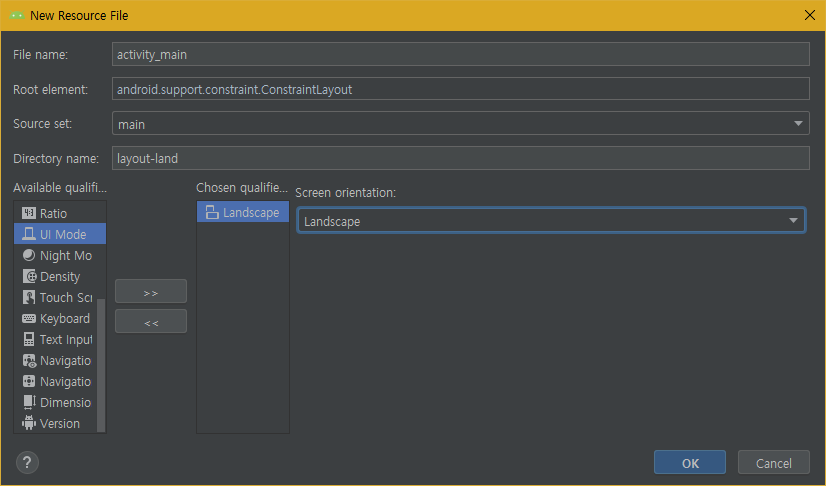 New Resource File
File name: activity_main
Root element: android.support.constraint.ConstraintLayout
Source set: main
Directory name: layout-land
Available qualifi... Chosen qualifie... Screen orientation:
Ratio Landscape Landscape
UI Mode
Night Mo
Density
Touch Scr
Keyboard
Text Input
Navigatio
Navigatio
Dimensio
Version
>>
<<
? OK Cancel